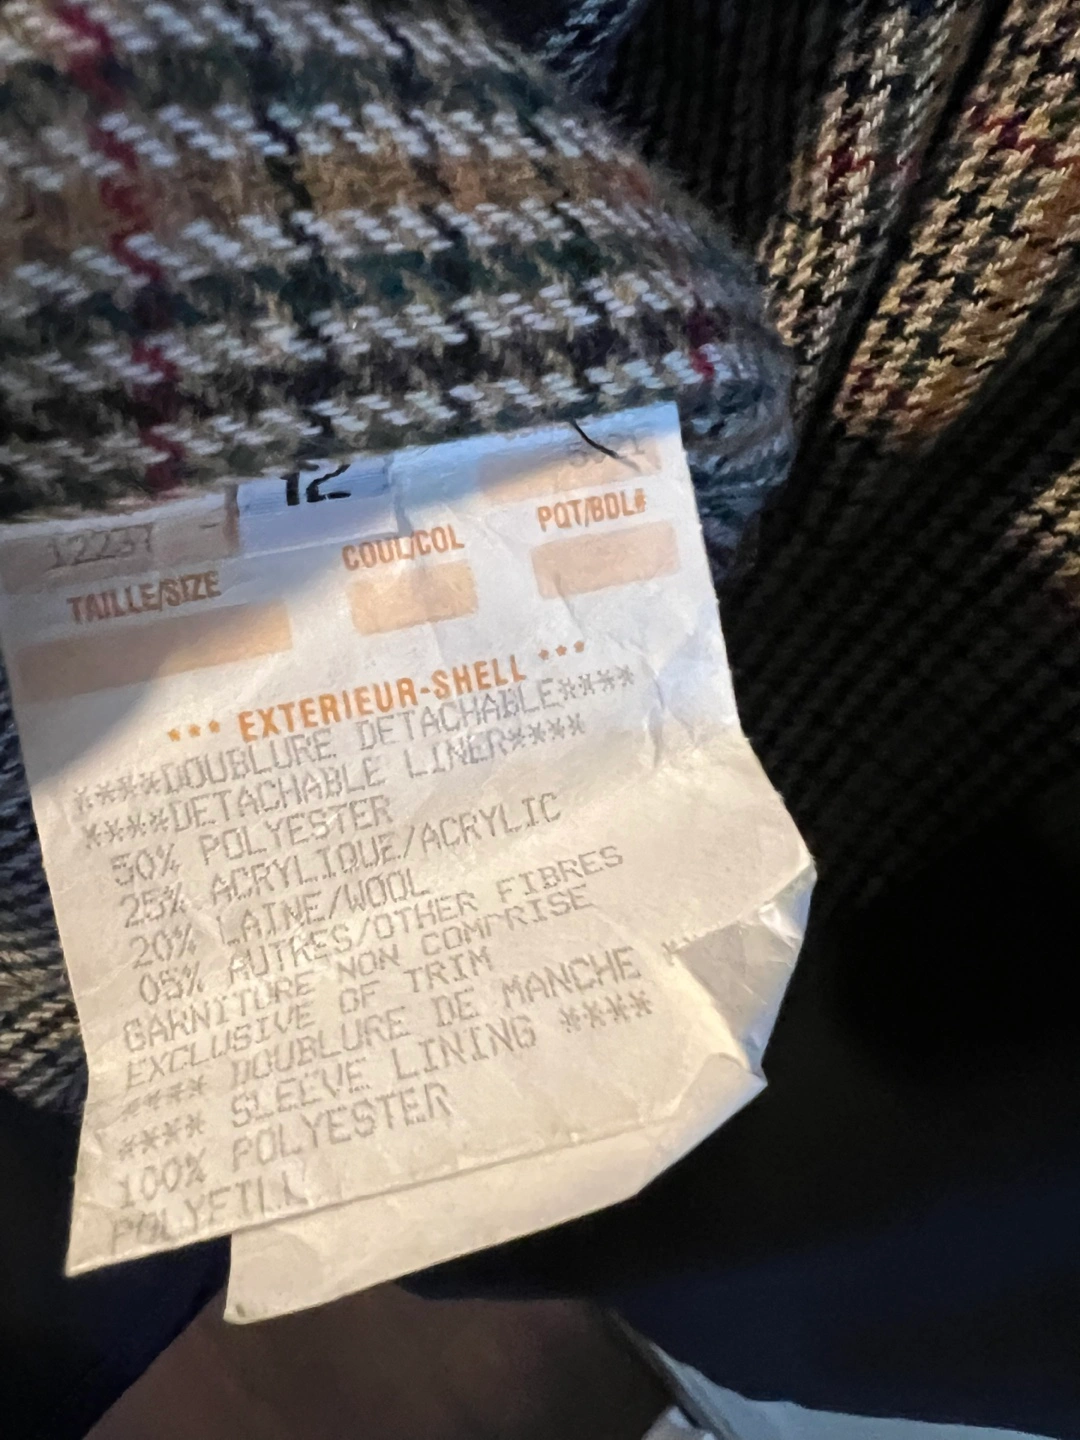 12237 - 12
TAILLE/SIZE COUL/COL PQT/BDL#
*** EXTERIEUR-SHELL ***
****DOUBLURE DETACHABLE****
****DETACHABLE LINER****
50% POLYESTER
25% ACRYLIQUE/ACRYLIC
20% LAINE/WOOL
05% AUTRES/OTHER FIBRES
GARNITURE NON COMPRISE
EXCLUSIVE OF TRIM
**** DOUBLURE DE MANCHE
**** SLEEVE LINING ****
100% POLYESTER
POLYFILL